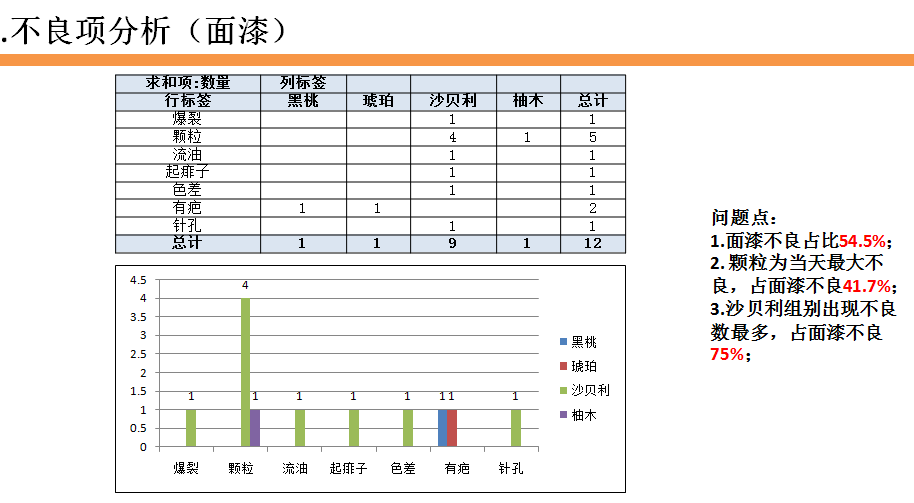 .不良项分析（面漆）
求和项:数量 列标签
行标签 黑桃 琥珀 沙贝利 柚木 总计
爆裂 1 1
颗粒 4 1 5
流油 1 1
起痱子 1 1
色差 1 1
有疤 1 1 2
针孔 1 1
总计 1 1 9 1 12
问题点：
1.面漆不良占比54.5%；
2. 颗粒为当天最大不
良，占面漆不良41.7%；
3.沙贝利组别出现不良
数最多，占面漆不良
75%；
4.5
4
3.5
3
2.5
2
1.5
1
0.5
0
1 4 1 1 1 1 1 1 1
爆裂 颗粒 流油 起痱子 色差 有疤 针孔
黑桃
琥珀
沙贝利
柚木